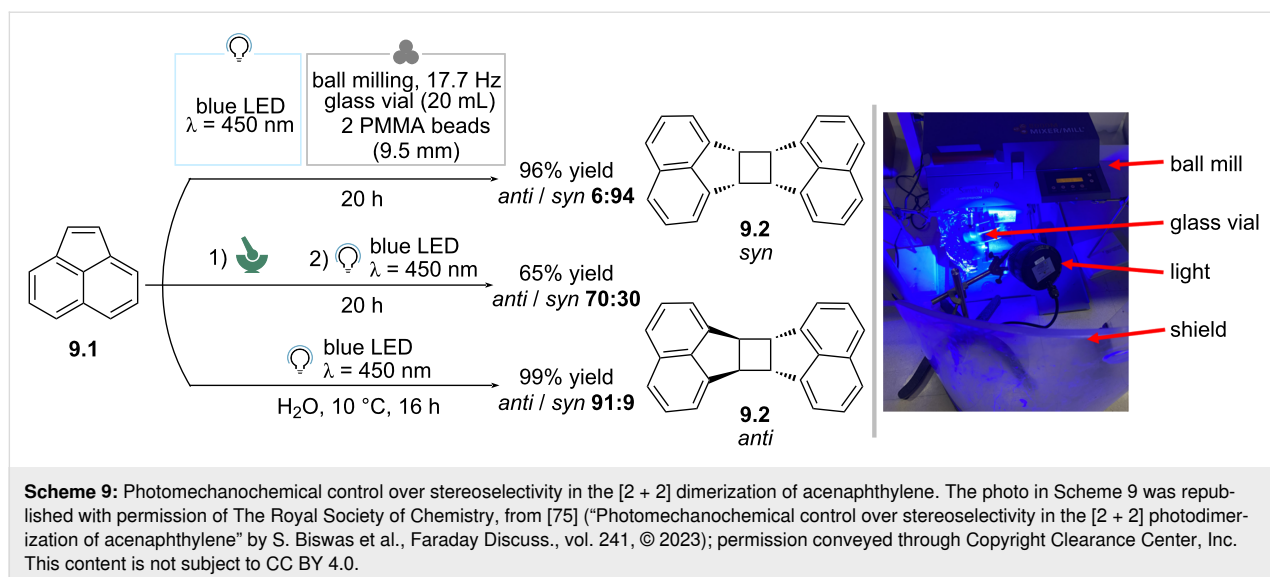 blue LED
λ = 450 nm
ball milling, 17.7 Hz
glass vial (20 mL)
2 PMMA beads
(9.5 mm)
20 h
96% yield
anti / syn 6:94
9.2
syn
1)
2)
blue LED
λ = 450 nm
20 h
65% yield
anti / syn 70:30
9.1
blue LED
λ = 450 nm
H₂O, 10 °C, 16 h
99% yield
anti / syn 91:9
9.2
anti
MIXER/MILL
ball mill
glass vial
light
shield
Scheme 9: Photomechanochemical control over stereoselectivity in the [2 + 2] dimerization of acenaphthylene. The photo in Scheme 9 was repub-
lished with permission of The Royal Society of Chemistry, from [75] (“Photomechanochemical control over stereoselectivity in the [2 + 2] photodimer-
ization of acenaphthylene” by S. Biswas et al., Faraday Discuss., vol. 241, © 2023); permission conveyed through Copyright Clearance Center, Inc.
This content is not subject to CC BY 4.0.